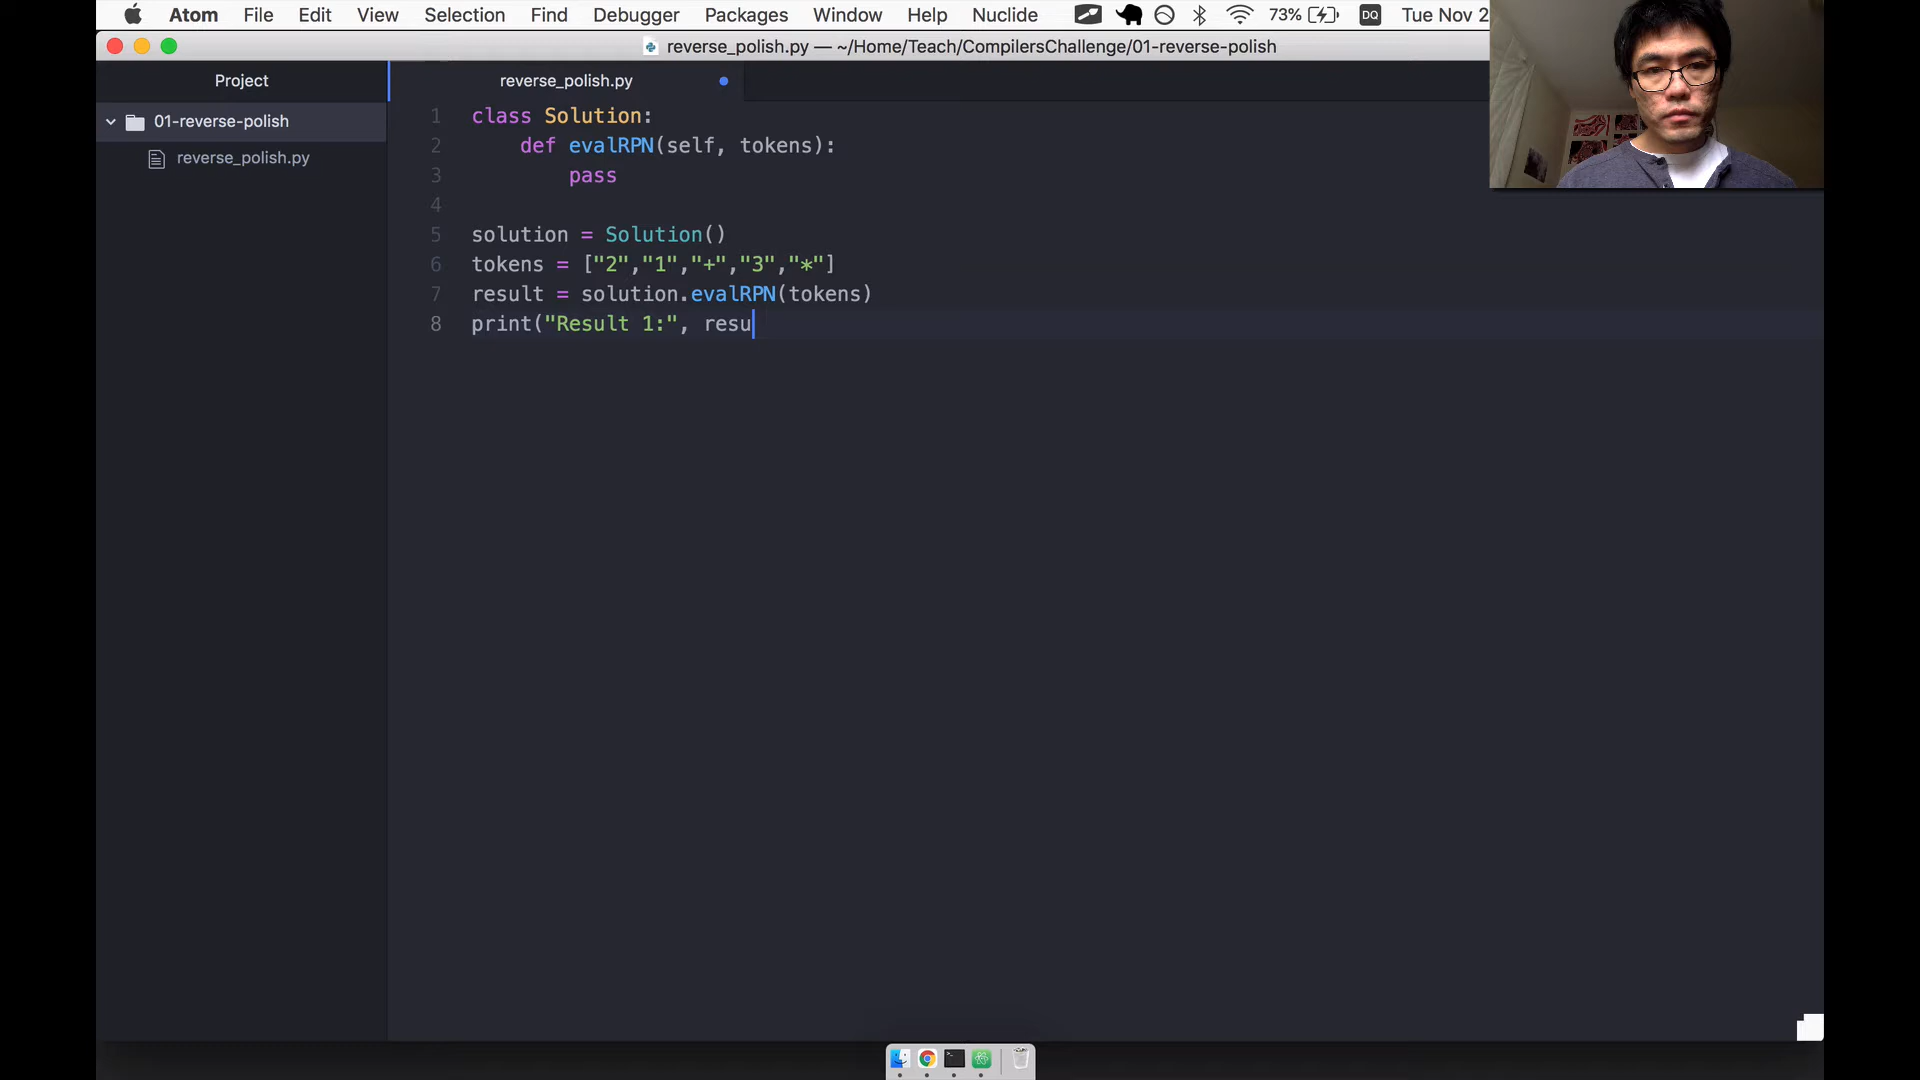 Atom File Edit View Selection Find Debugger Packages Window Help Nuclide 73% DQ Tue Nov 2
reverse_polish.py — ~/Home/Teach/CompilersChallenge/01-reverse-polish
Project
reverse_polish.py
01-reverse-polish
reverse_polish.py
1 class Solution:
2 def evalRPN(self, tokens):
3 pass
4
5 solution = Solution()
6 tokens = ["2","1","+","3","*"]
7 result = solution.evalRPN(tokens)
8 print("Result 1:", resu